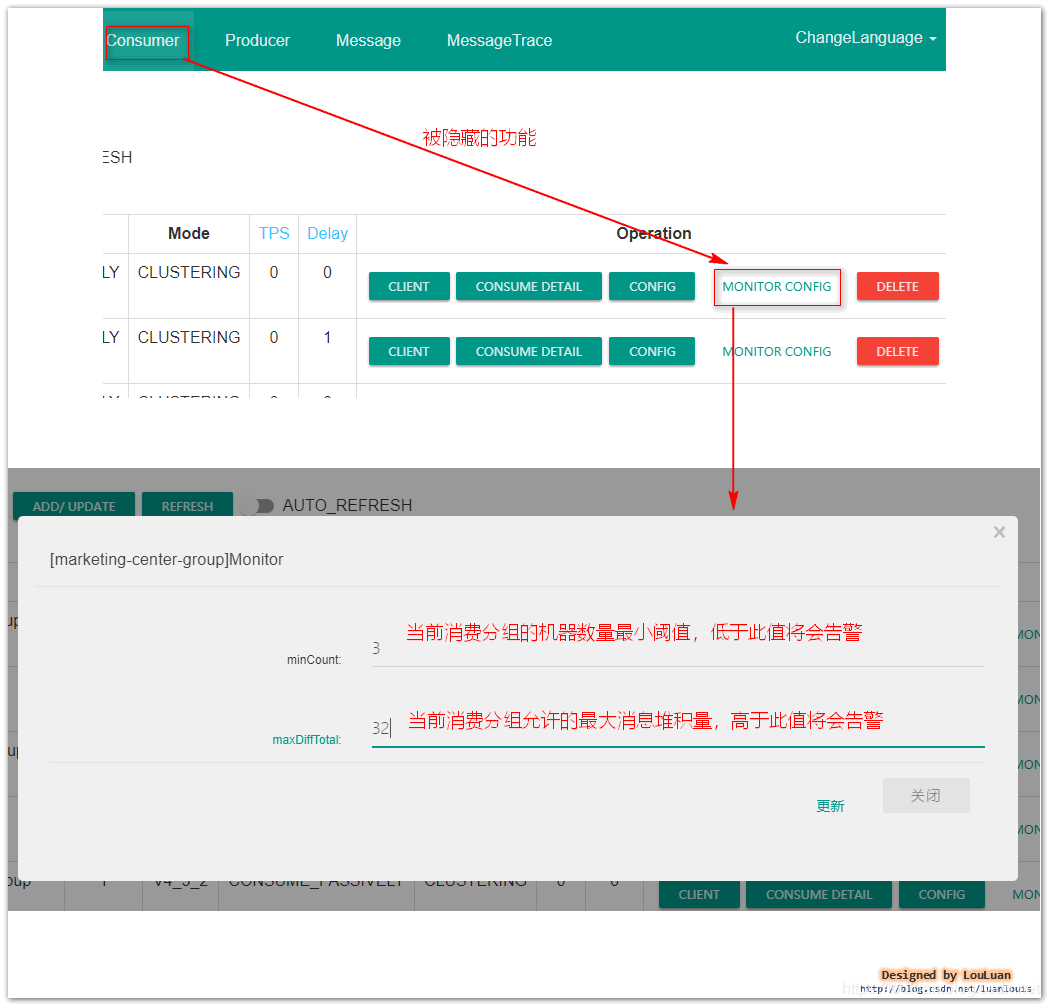 Consumer Producer Message MessageTrace ChangeLanguage
被隐藏的功能
ESH
Mode TPS Delay Operation
LY CLUSTERING 0 0 CLIENT CONSUME DETAIL CONFIG MONITOR CONFIG DELETE
LY CLUSTERING 0 1 CLIENT CONSUME DETAIL CONFIG MONITOR CONFIG DELETE
ADD/ UPDATE REFRESH AUTO_REFRESH
×
[marketing-center-group]Monitor
当前消费分组的机器数量最小阈值，低于此值将会告警
minCount: 3
当前消费分组允许的最大消息堆积量，高于此值将会告警
maxDiffTotal: 32
更新 关闭
MON
MON
MON
MON
oup 1 V4_5_2 CONSUME_PASSIVELY CLUSTERING 0 0 CLIENT CONSUME DETAIL CONFIG MON
Designed by LouLuan
http://blog.csdn.net/luanlouis